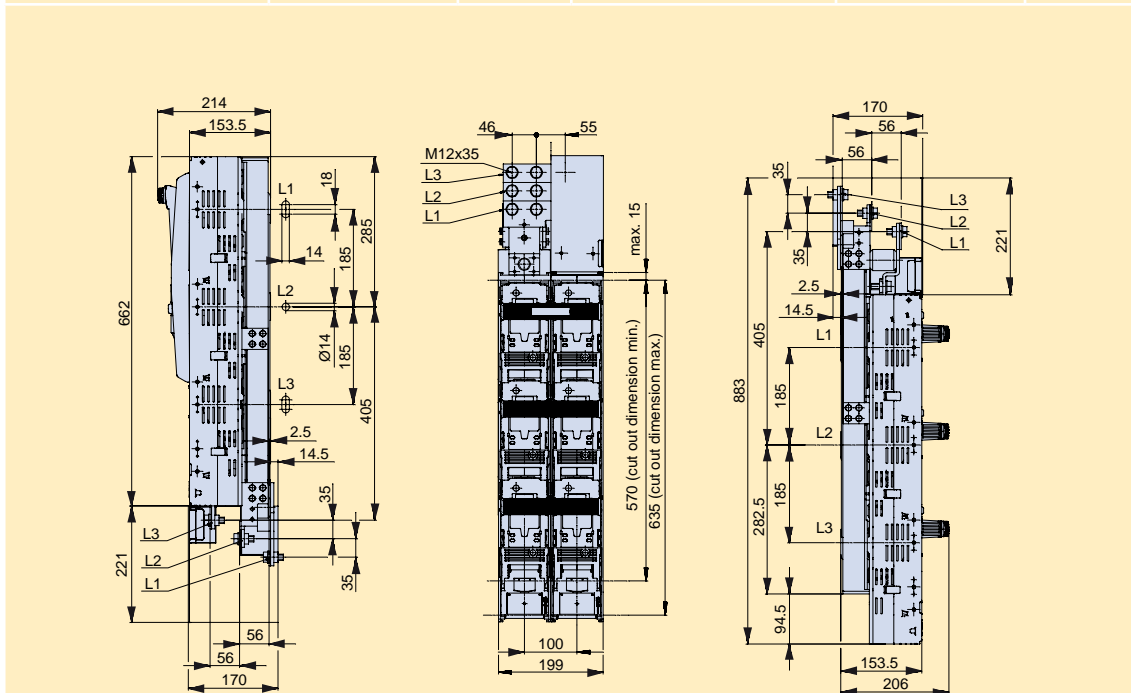 214
153.5
L1
18
14
285
185
L2
Ø14
185
662
L3
2.5
14.5
405
35
L3
L2
L1
35
221
56
56
170
46
55
M12x35
L3
L2
L1
max. 15
570 (cut out dimension min.)
635 (cut out dimension max.)
100
199
170
56
56
35
L3
L2
L1
35
221
2.5
14.5
405
L1
185
883
L2
185
282.5
L3
94.5
153.5
206